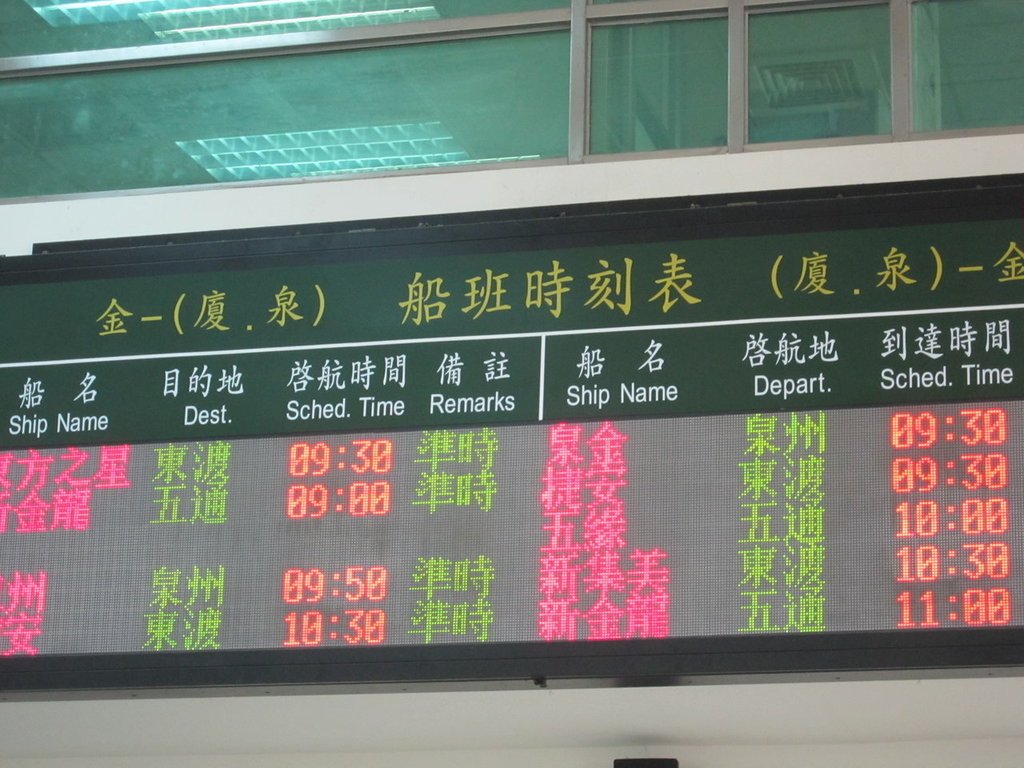 金－(廈．泉) 船班時刻表 (廈．泉)－金
船名 目的地 啓航時間 備註 船名 啓航地 到達時間
Ship Name Dest. Sched. Time Remarks Ship Name Depart. Sched. Time
方之星 東渡 09:30 準時 泉金 泉州 09:30
金龍 五通 09:00 準時 捷安 東渡 09:30
五緣 五通 10:00
州 泉州 09:50 準時 新集美 東渡 10:30
安 東渡 10:30 準時 新金龍 五通 11:00